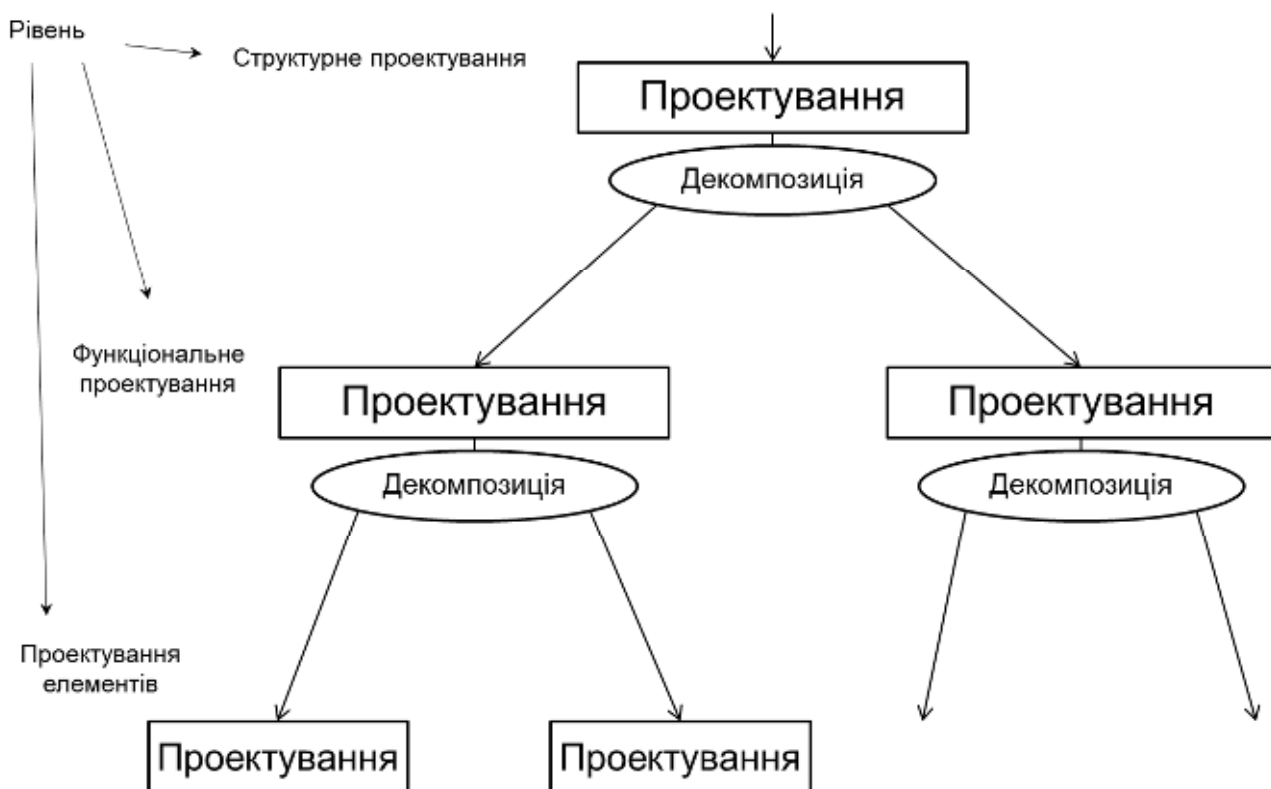 Рівень
Структурне проектування
Проектування
Декомпозиція
Функціональне
проектування
Проектування
Проектування
Декомпозиція
Декомпозиція
Проектування
елементів
Проектування
Проектування